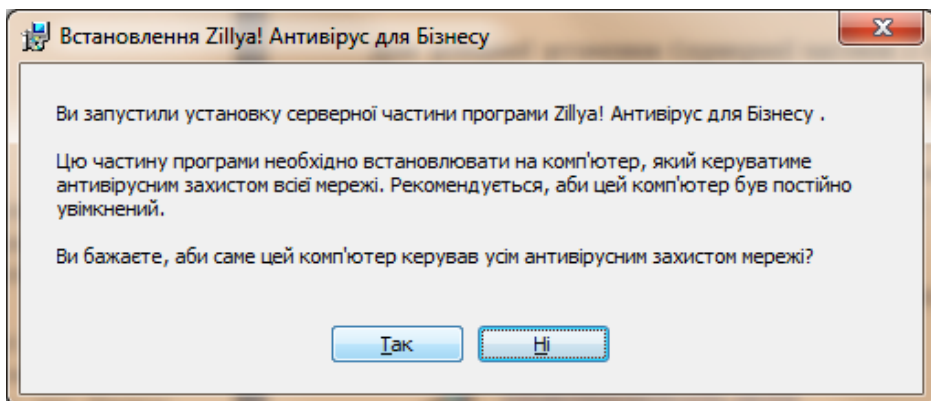 Встановлення Zillya! Антивірус для Бізнесу
Ви запустили установку серверної частини програми Zillya! Антивірус для Бізнесу .
Цю частину програми необхідно встановлювати на комп'ютер, який керуватиме
антивірусним захистом всієї мережі. Рекомендується, аби цей комп'ютер був постійно
увімкнений.
Ви бажаєте, аби саме цей комп'ютер керував усім антивірусним захистом мережі?
Так
Ні